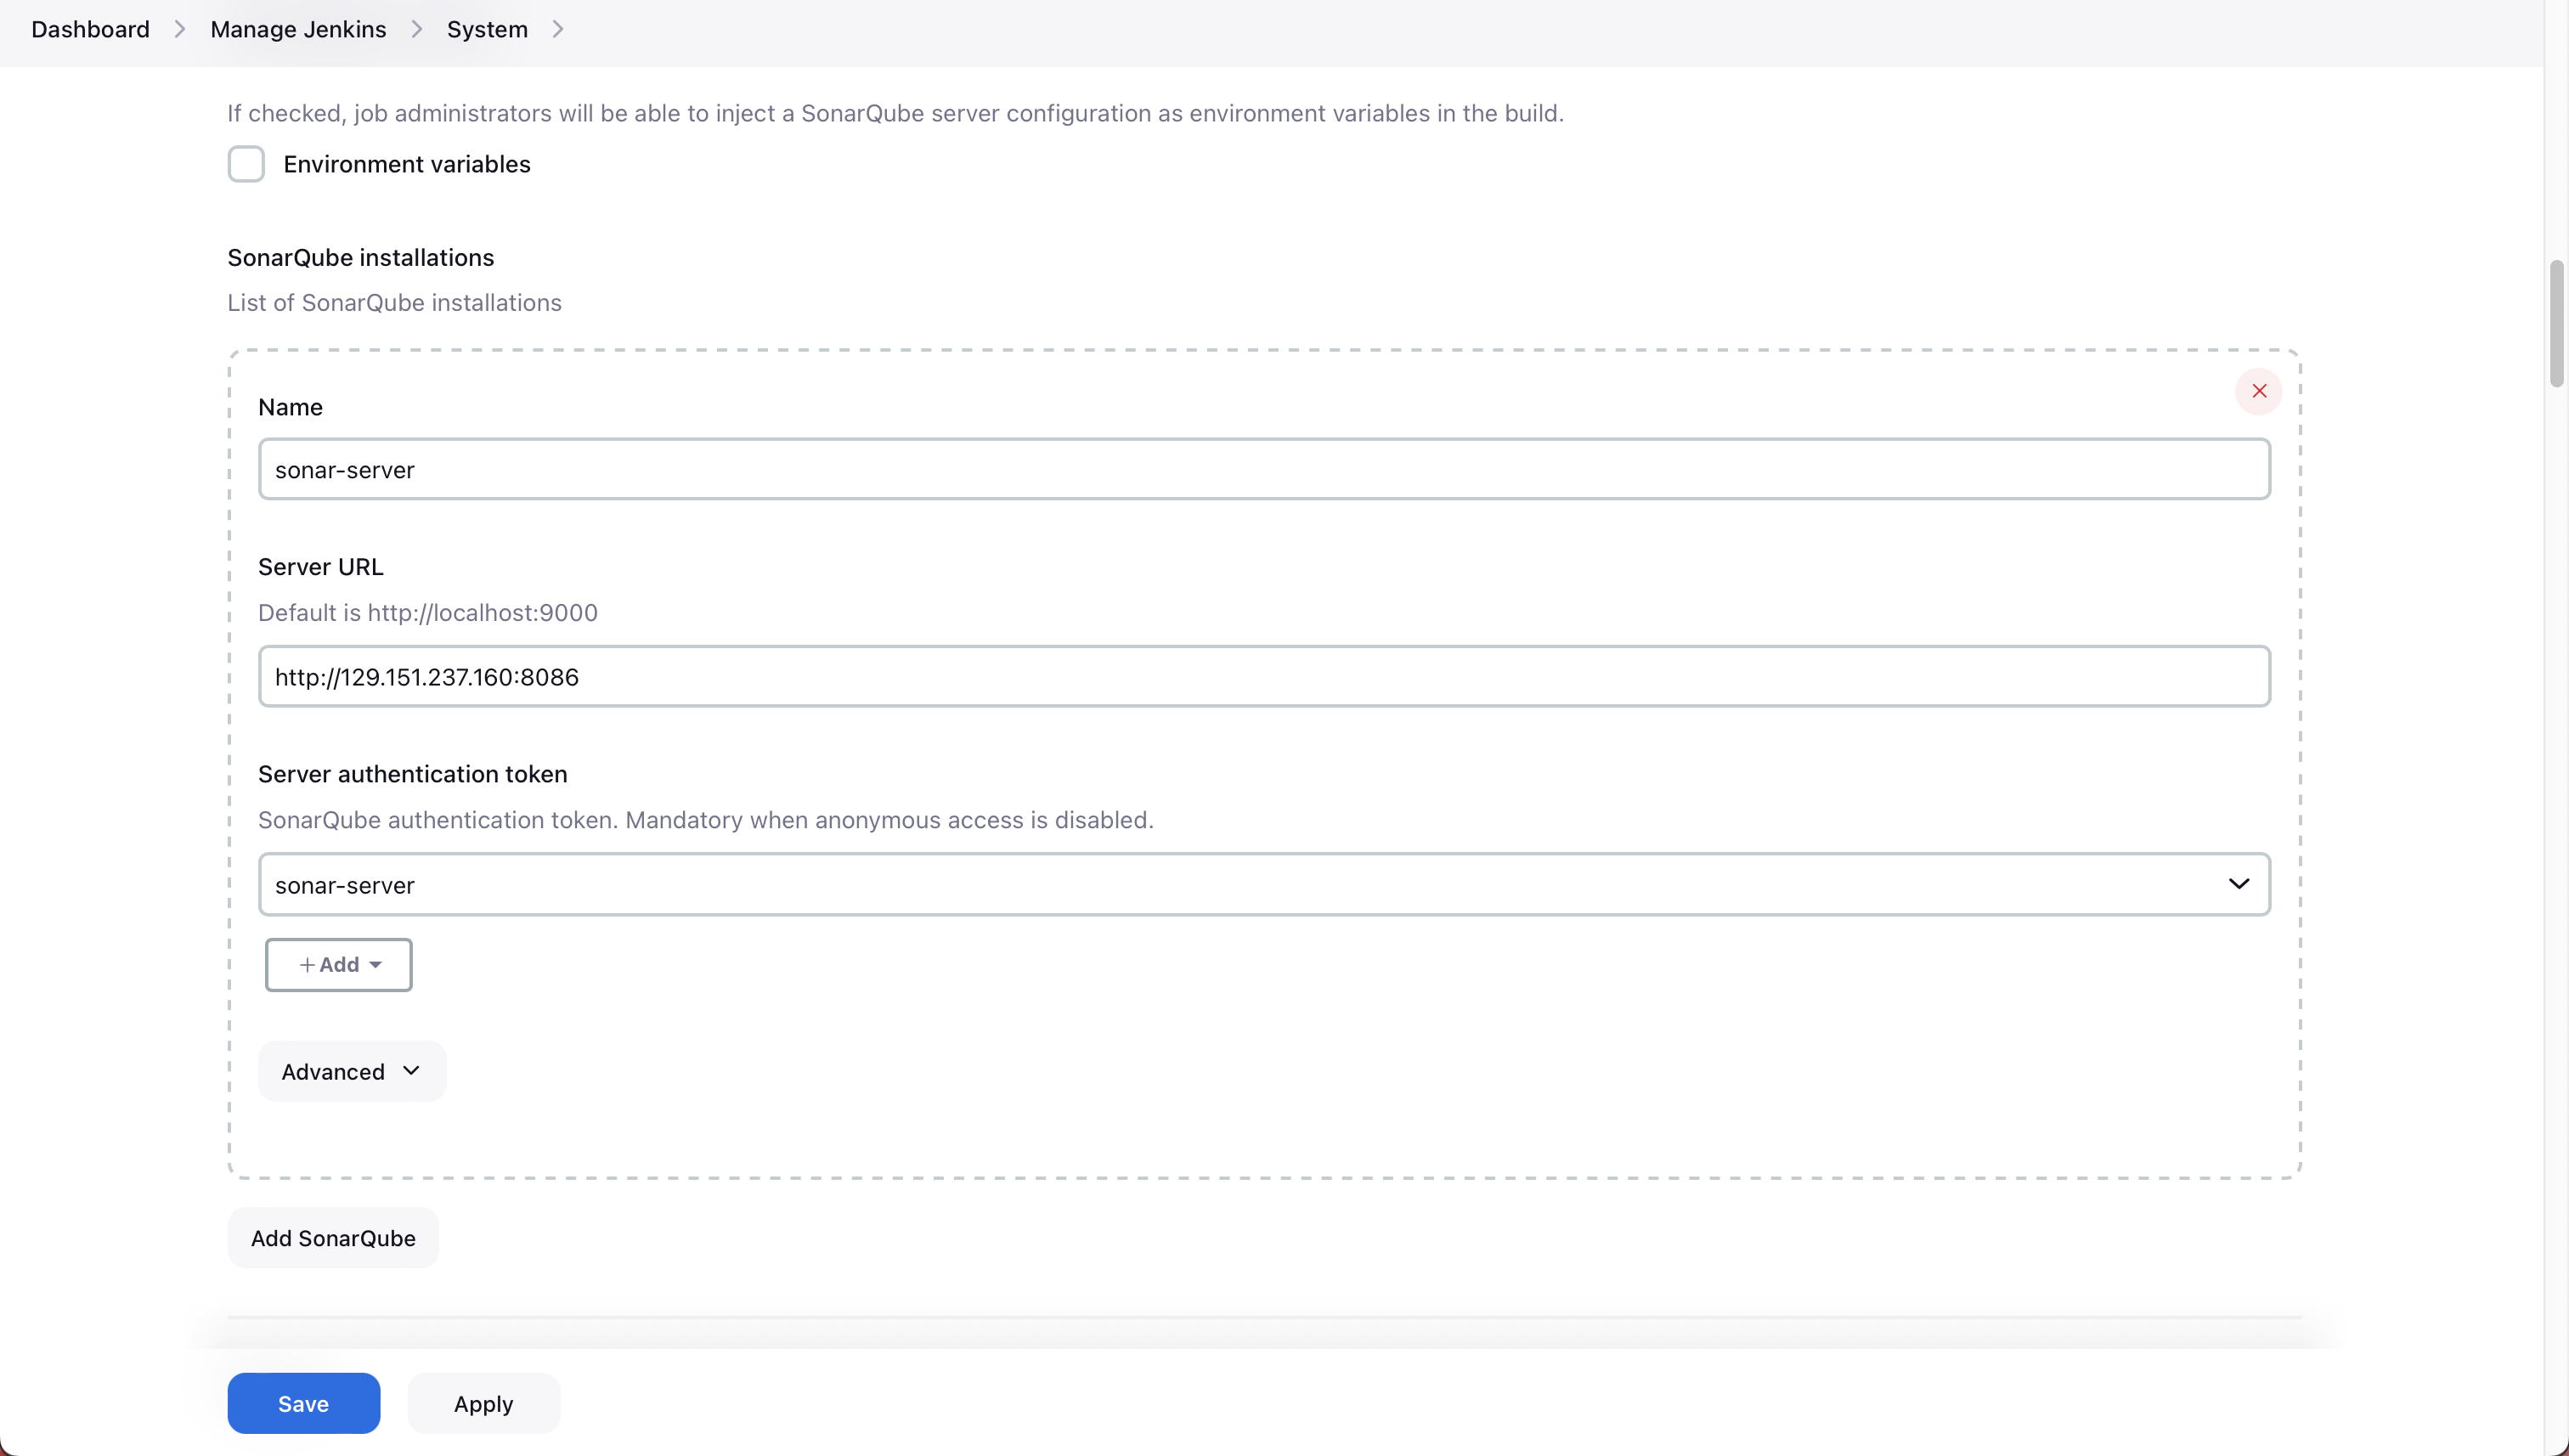 Dashboard > Manage Jenkins > System >
If checked, job administrators will be able to inject a SonarQube server configuration as environment variables in the build.
Environment variables
SonarQube installations
List of SonarQube installations
Name
sonar-server
Server URL
Default is http://localhost:9000
http://129.151.237.160:8086
Server authentication token
SonarQube authentication token. Mandatory when anonymous access is disabled.
sonar-server
+ Add
Advanced
Add SonarQube
Save Apply